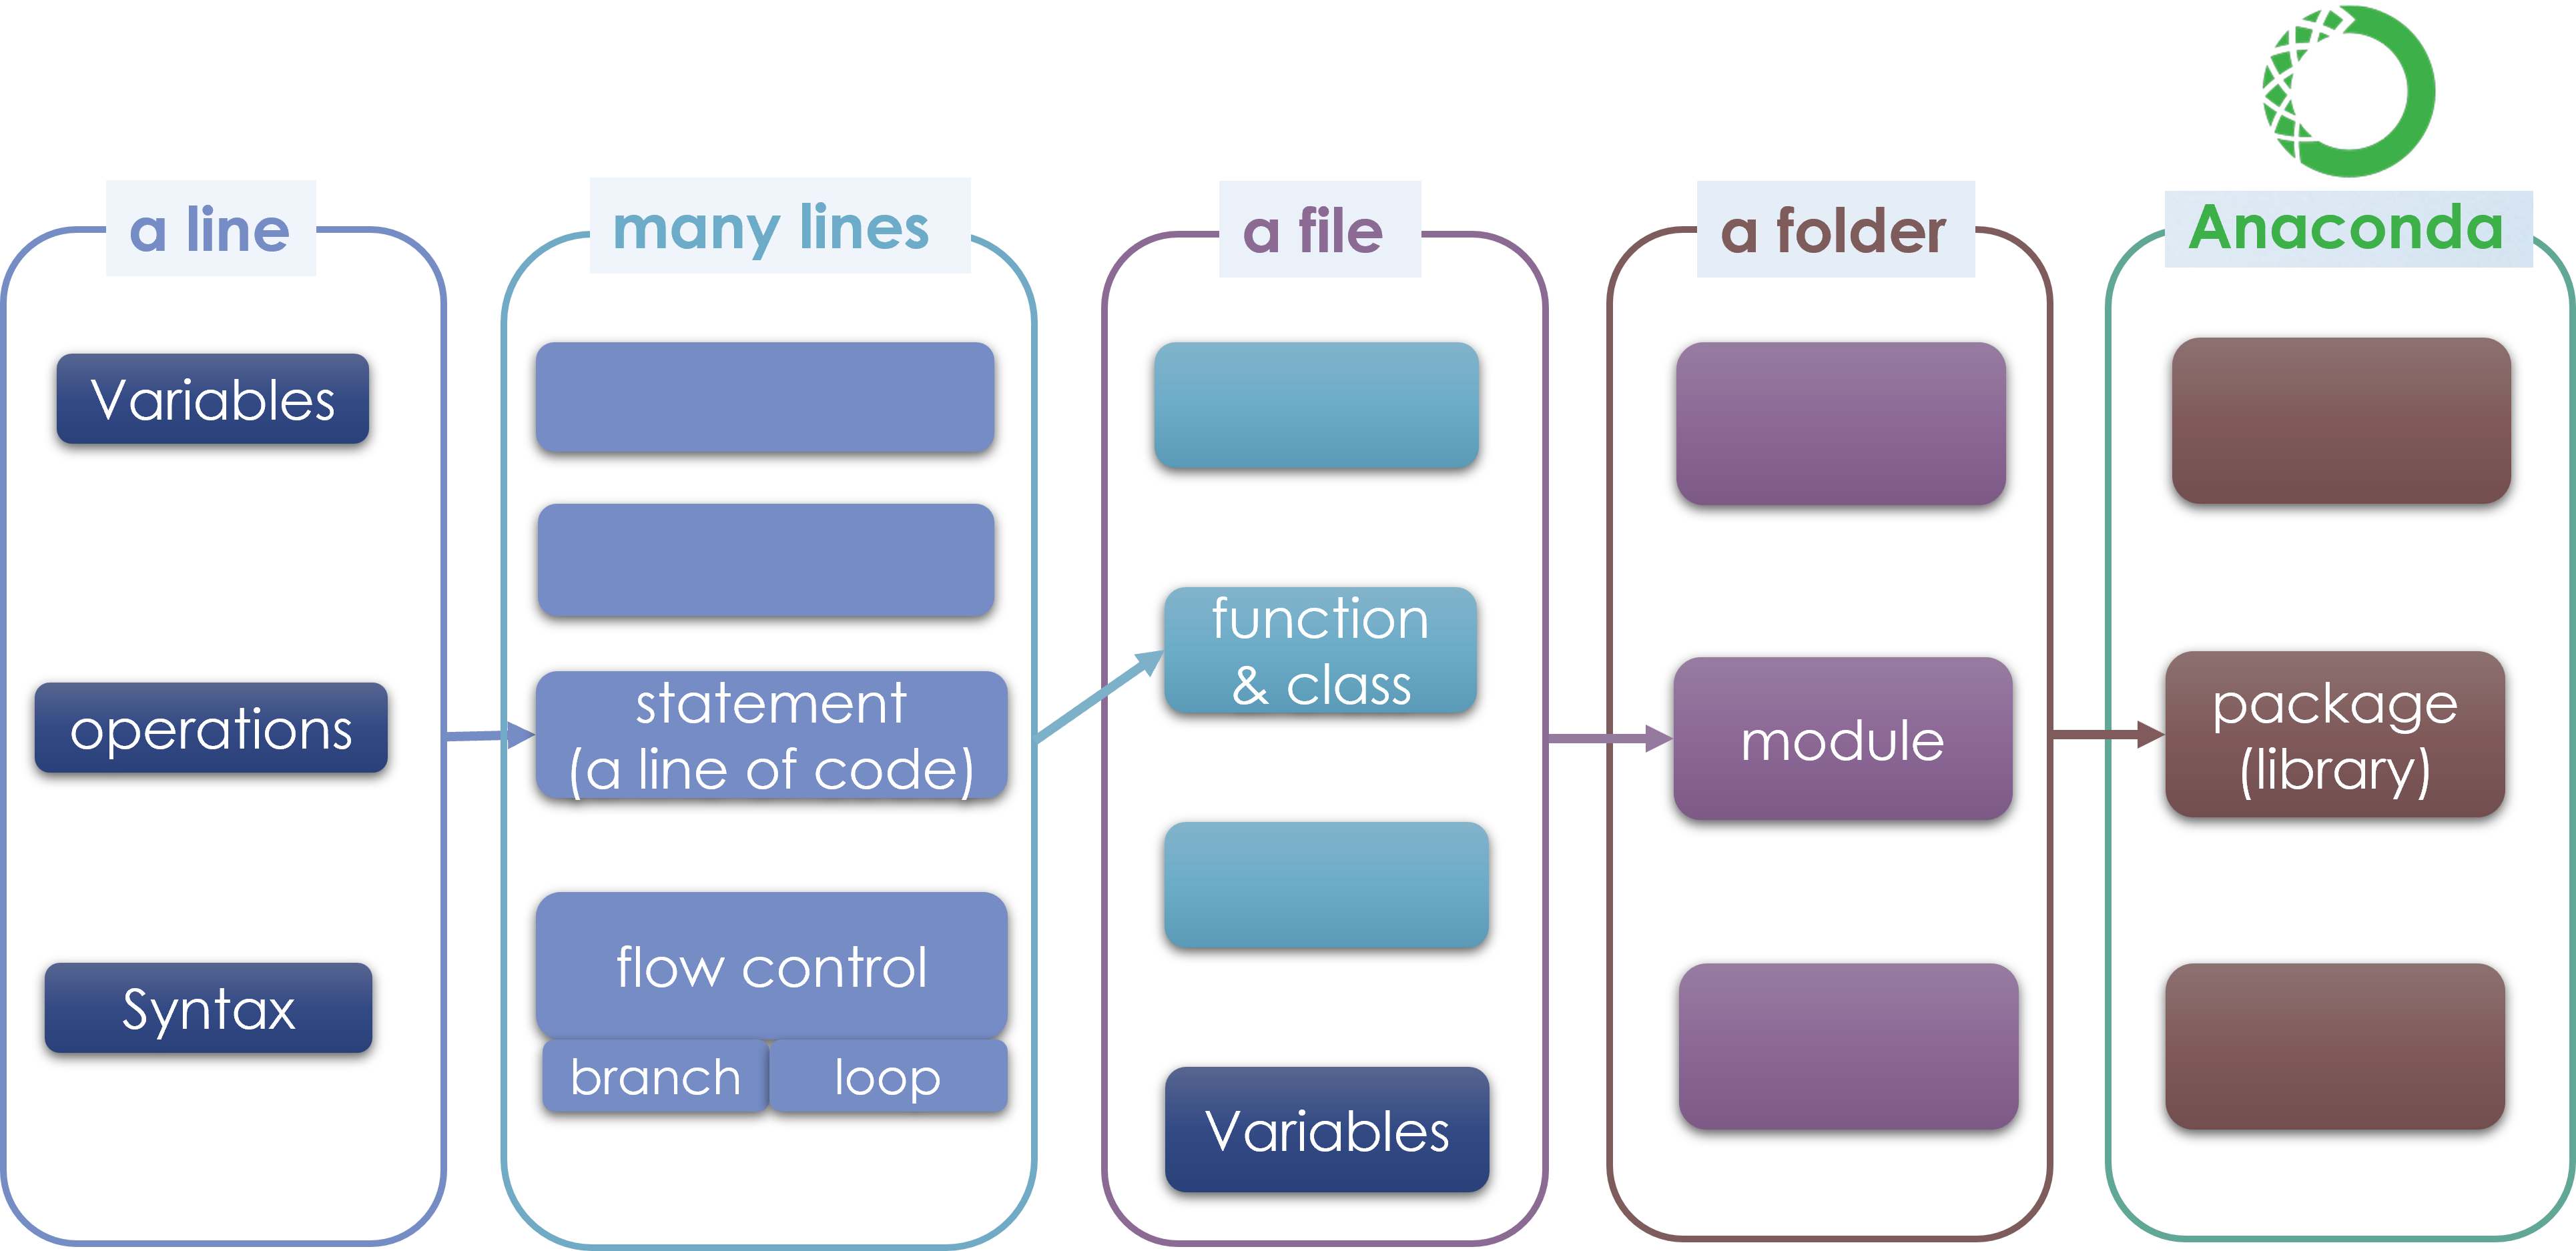 a line
Variables
operations
Syntax
many lines
statement
(a line of code)
flow control
branch
loop
a file
function
& class
Variables
a folder
module
Anaconda
package
(library)